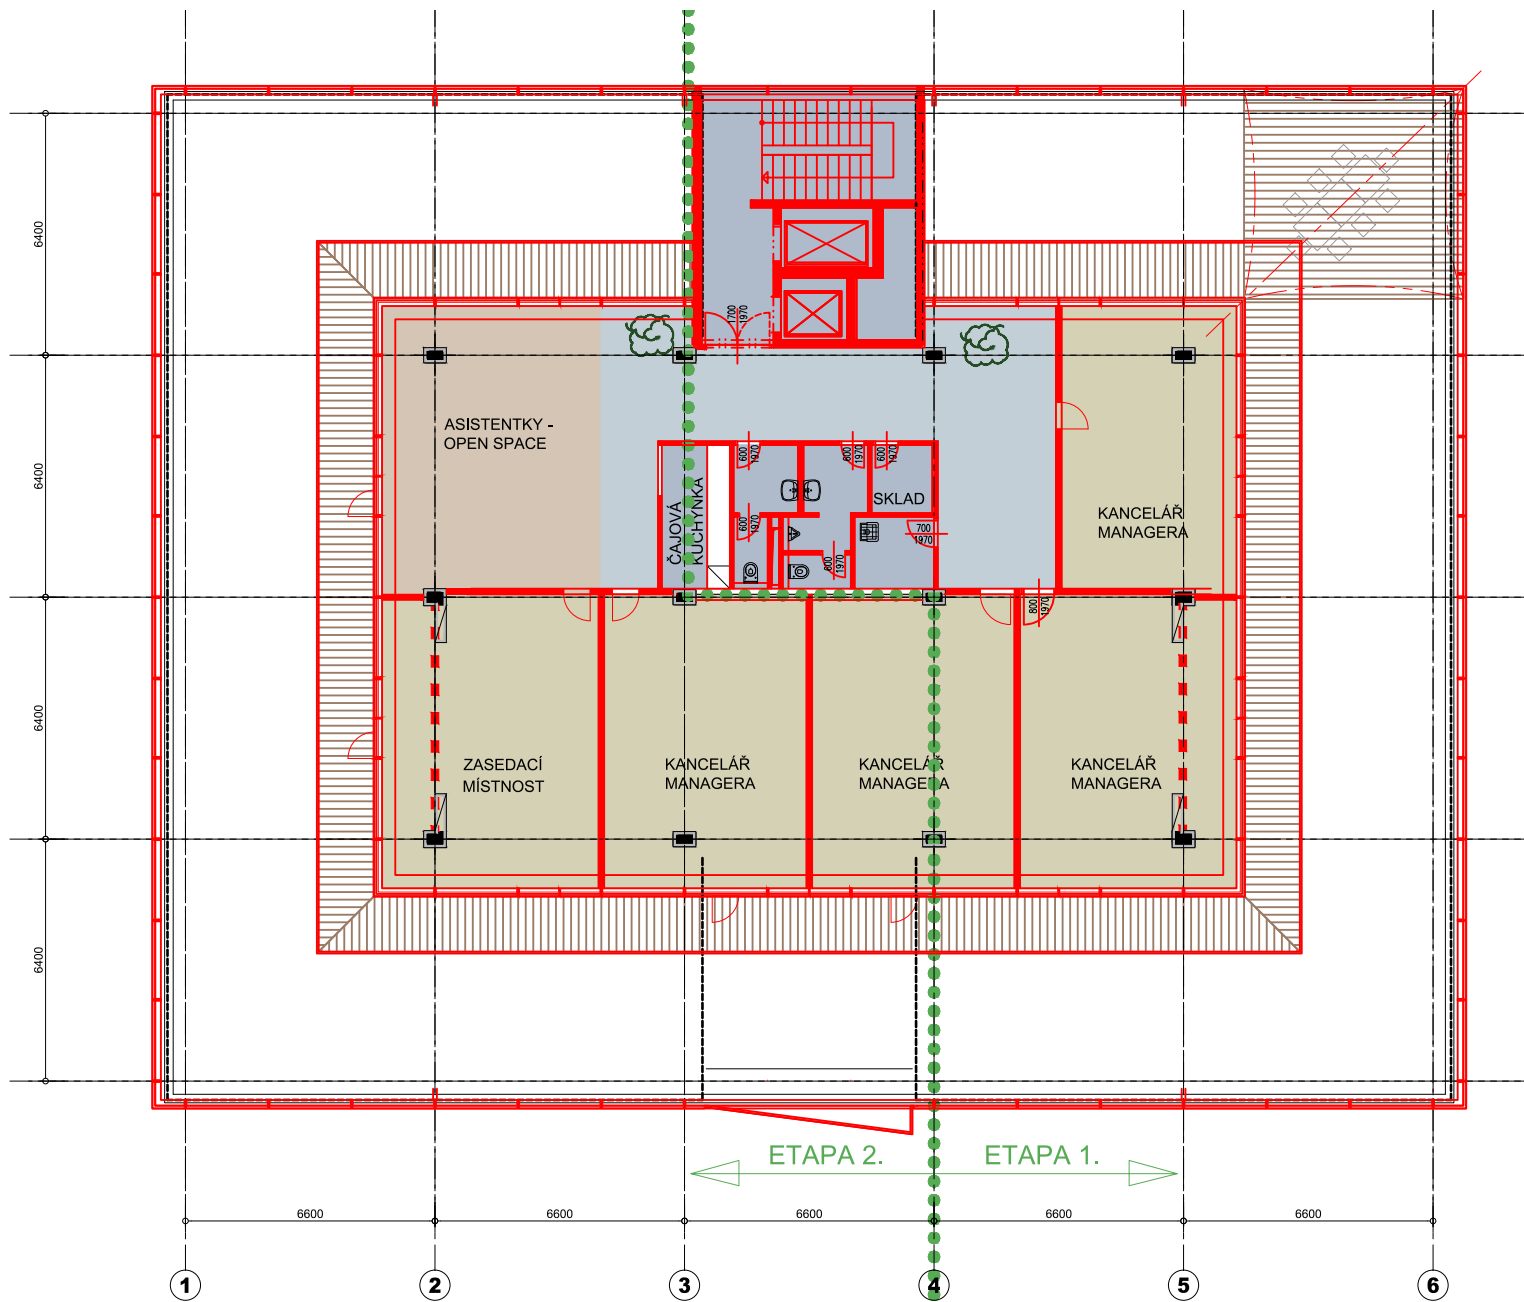 6400
6400
6400
6400
1700
1970
ASISTENTKY -
OPEN SPACE
600
1970
600
1970
600
1970
ČAJOVÁ
KUCHYŇKA
SKLAD
600
1970
700
1970
600
1970
KANCELÁŘ
MANAGERA
800
1970
ZASEDACÍ
MÍSTNOST
KANCELÁŘ
MANAGERA
KANCELÁŘ
MANAGERA
KANCELÁŘ
MANAGERA
ETAPA 2.
ETAPA 1.
6600
6600
6600
6600
6600
1
2
3
4
5
6